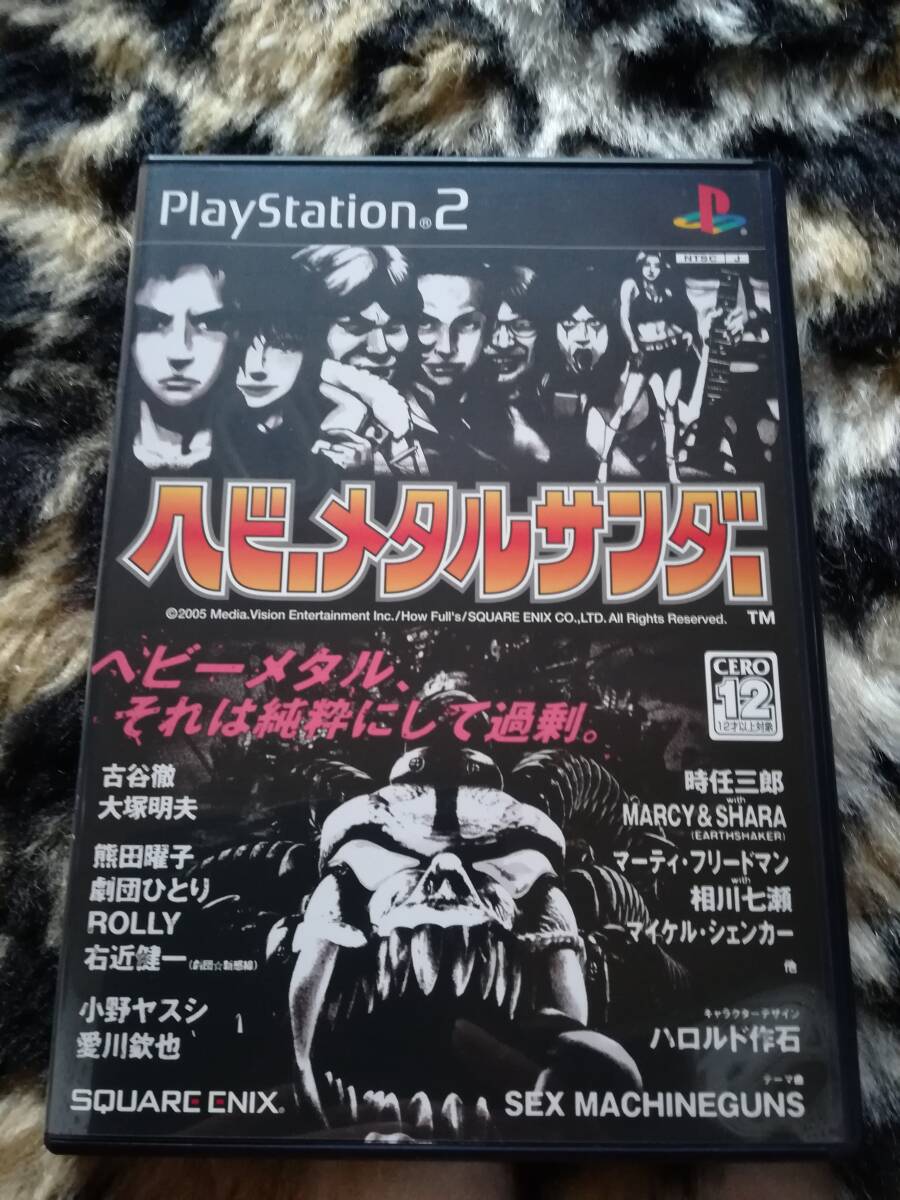 PlayStation®2
NTSC J
ヘビーメタルサンダー
©2005 Media.Vision Entertainment Inc./How Full's/SQUARE ENIX CO.,LTD. All Rights Reserved. TM
ヘビーメタル、
それは純粋にして過剰。
CERO
12
12才以上対象
古谷徹
大塚明夫
熊田曜子
劇団ひとり
ROLLY
右近健一(劇団☆新感線)
小野ヤスシ
愛川欽也
時任三郎
with
MARCY & SHARA
(EARTHSHAKER)
マーティ・フリードマン
with
相川七瀬
マイケル・シェンカー
他
キャラクターデザイン
ハロルド作石
テーマ曲
SEX MACHINEGUNS
SQUARE ENIX®